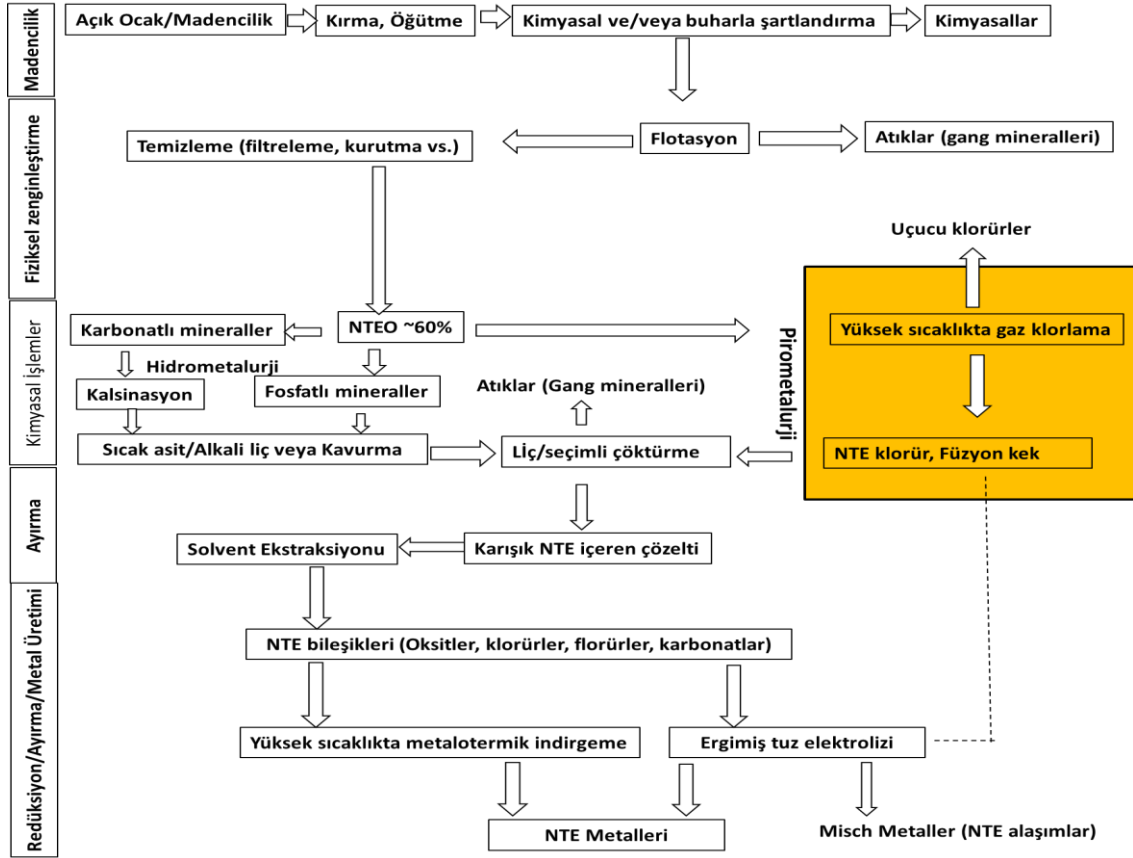 Madencilik
Açık Ocak/Madencilik
Kırma, Öğütme
Kimyasal ve/veya buharla şartlandırma
Kimyasallar
Fiziksel zenginleştirme
Temizleme (filtreleme, kurutma vs.)
Flotasyon
Atıklar (gang mineralleri)
Uçucu klorürler
Kimyasal İşlemler
Karbonatlı mineraller
NTEO ~60%
Pirometalurji
Yüksek sıcaklıkta gaz klorlama
Hidrometalurji
Kalsinasyon
Fosfatlı mineraller
Atıklar (Gang mineralleri)
Sıcak asit/Alkali liç veya Kavurma
Lİç/seçimli çöktürme
NTE klorür, Füzyon kek
Ayırma
Solvent Ekstraksiyonu
Karışık NTE içeren çözelti
Redüksiyon/Ayırma/Metal Üretimi
NTE bileşikleri (Oksitler, klorürler, florürler, karbonatlar)
Yüksek sıcaklıkta metalotermik indirgeme
Ergimiş tuz elektrolizi
NTE Metalleri
Misch Metaller (NTE alaşımlar)